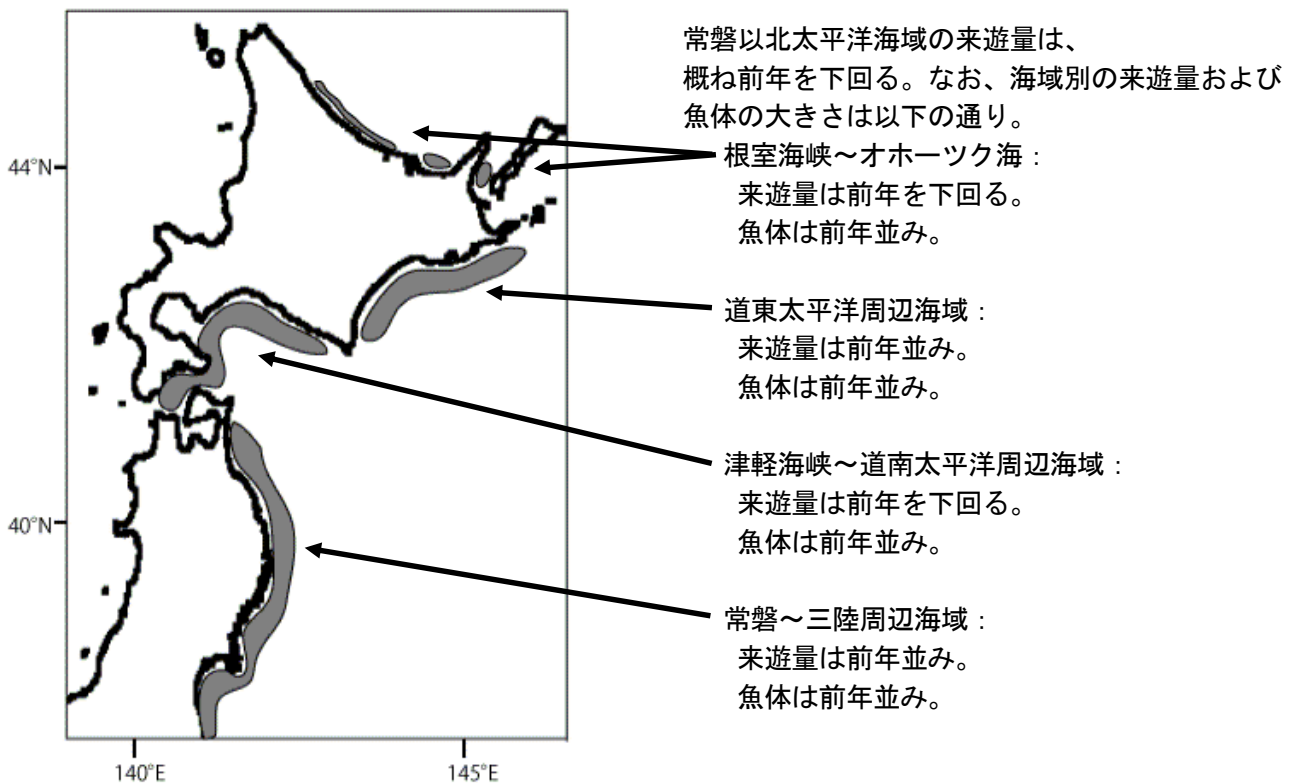 常磐以北太平洋海域の来遊量は、
概ね前年を下回る。なお、海域別の来遊量および
魚体の大きさは以下の通り。
根室海峡～オホーツク海：
来遊量は前年を下回る。
魚体は前年並み。
道東太平洋周辺海域：
来遊量は前年並み。
魚体は前年並み。
津軽海峡～道南太平洋周辺海域：
来遊量は前年を下回る。
魚体は前年並み。
常磐～三陸周辺海域：
来遊量は前年並み。
魚体は前年並み。
44°N
40°N
140°E
145°E